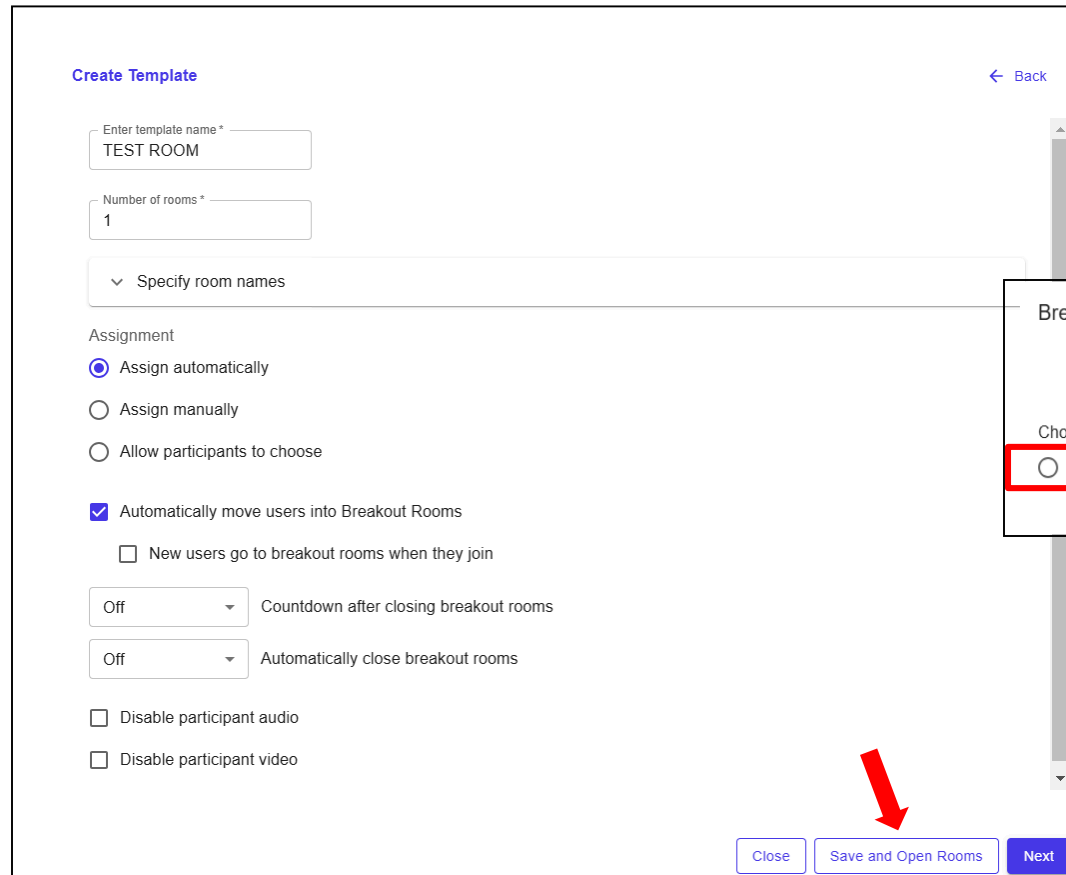 Create Template
Back
Enter template name *
TEST ROOM
Number of rooms *
1
Specify room names
Bre
Assignment
Assign automatically
Assign manually
Cho
Allow participants to choose
Automatically move users into Breakout Rooms
New users go to breakout rooms when they join
Off Countdown after closing breakout rooms
Off Automatically close breakout rooms
Disable participant audio
Disable participant video
Close Save and Open Rooms Next